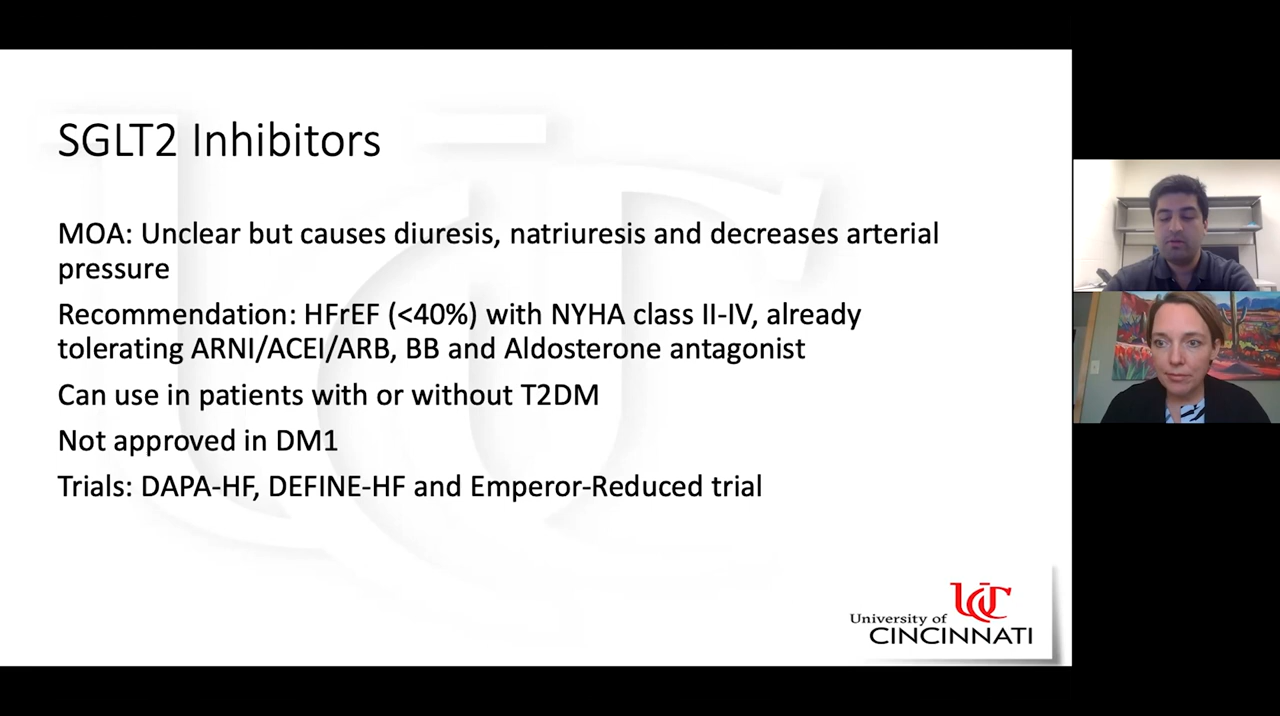 SGLT2 Inhibitors
MOA: Unclear but causes diuresis, natriuresis and decreases arterial
pressure
Recommendation: HFrEF (<40%) with NYHA class II-IV, already
tolerating ARNI/ACEI/ARB, BB and Aldosterone antagonist
Can use in patients with or without T2DM
Not approved in DM1
Trials: DAPA-HF, DEFINE-HF and Emperor-Reduced trial
UC
University of
CINCINNATI